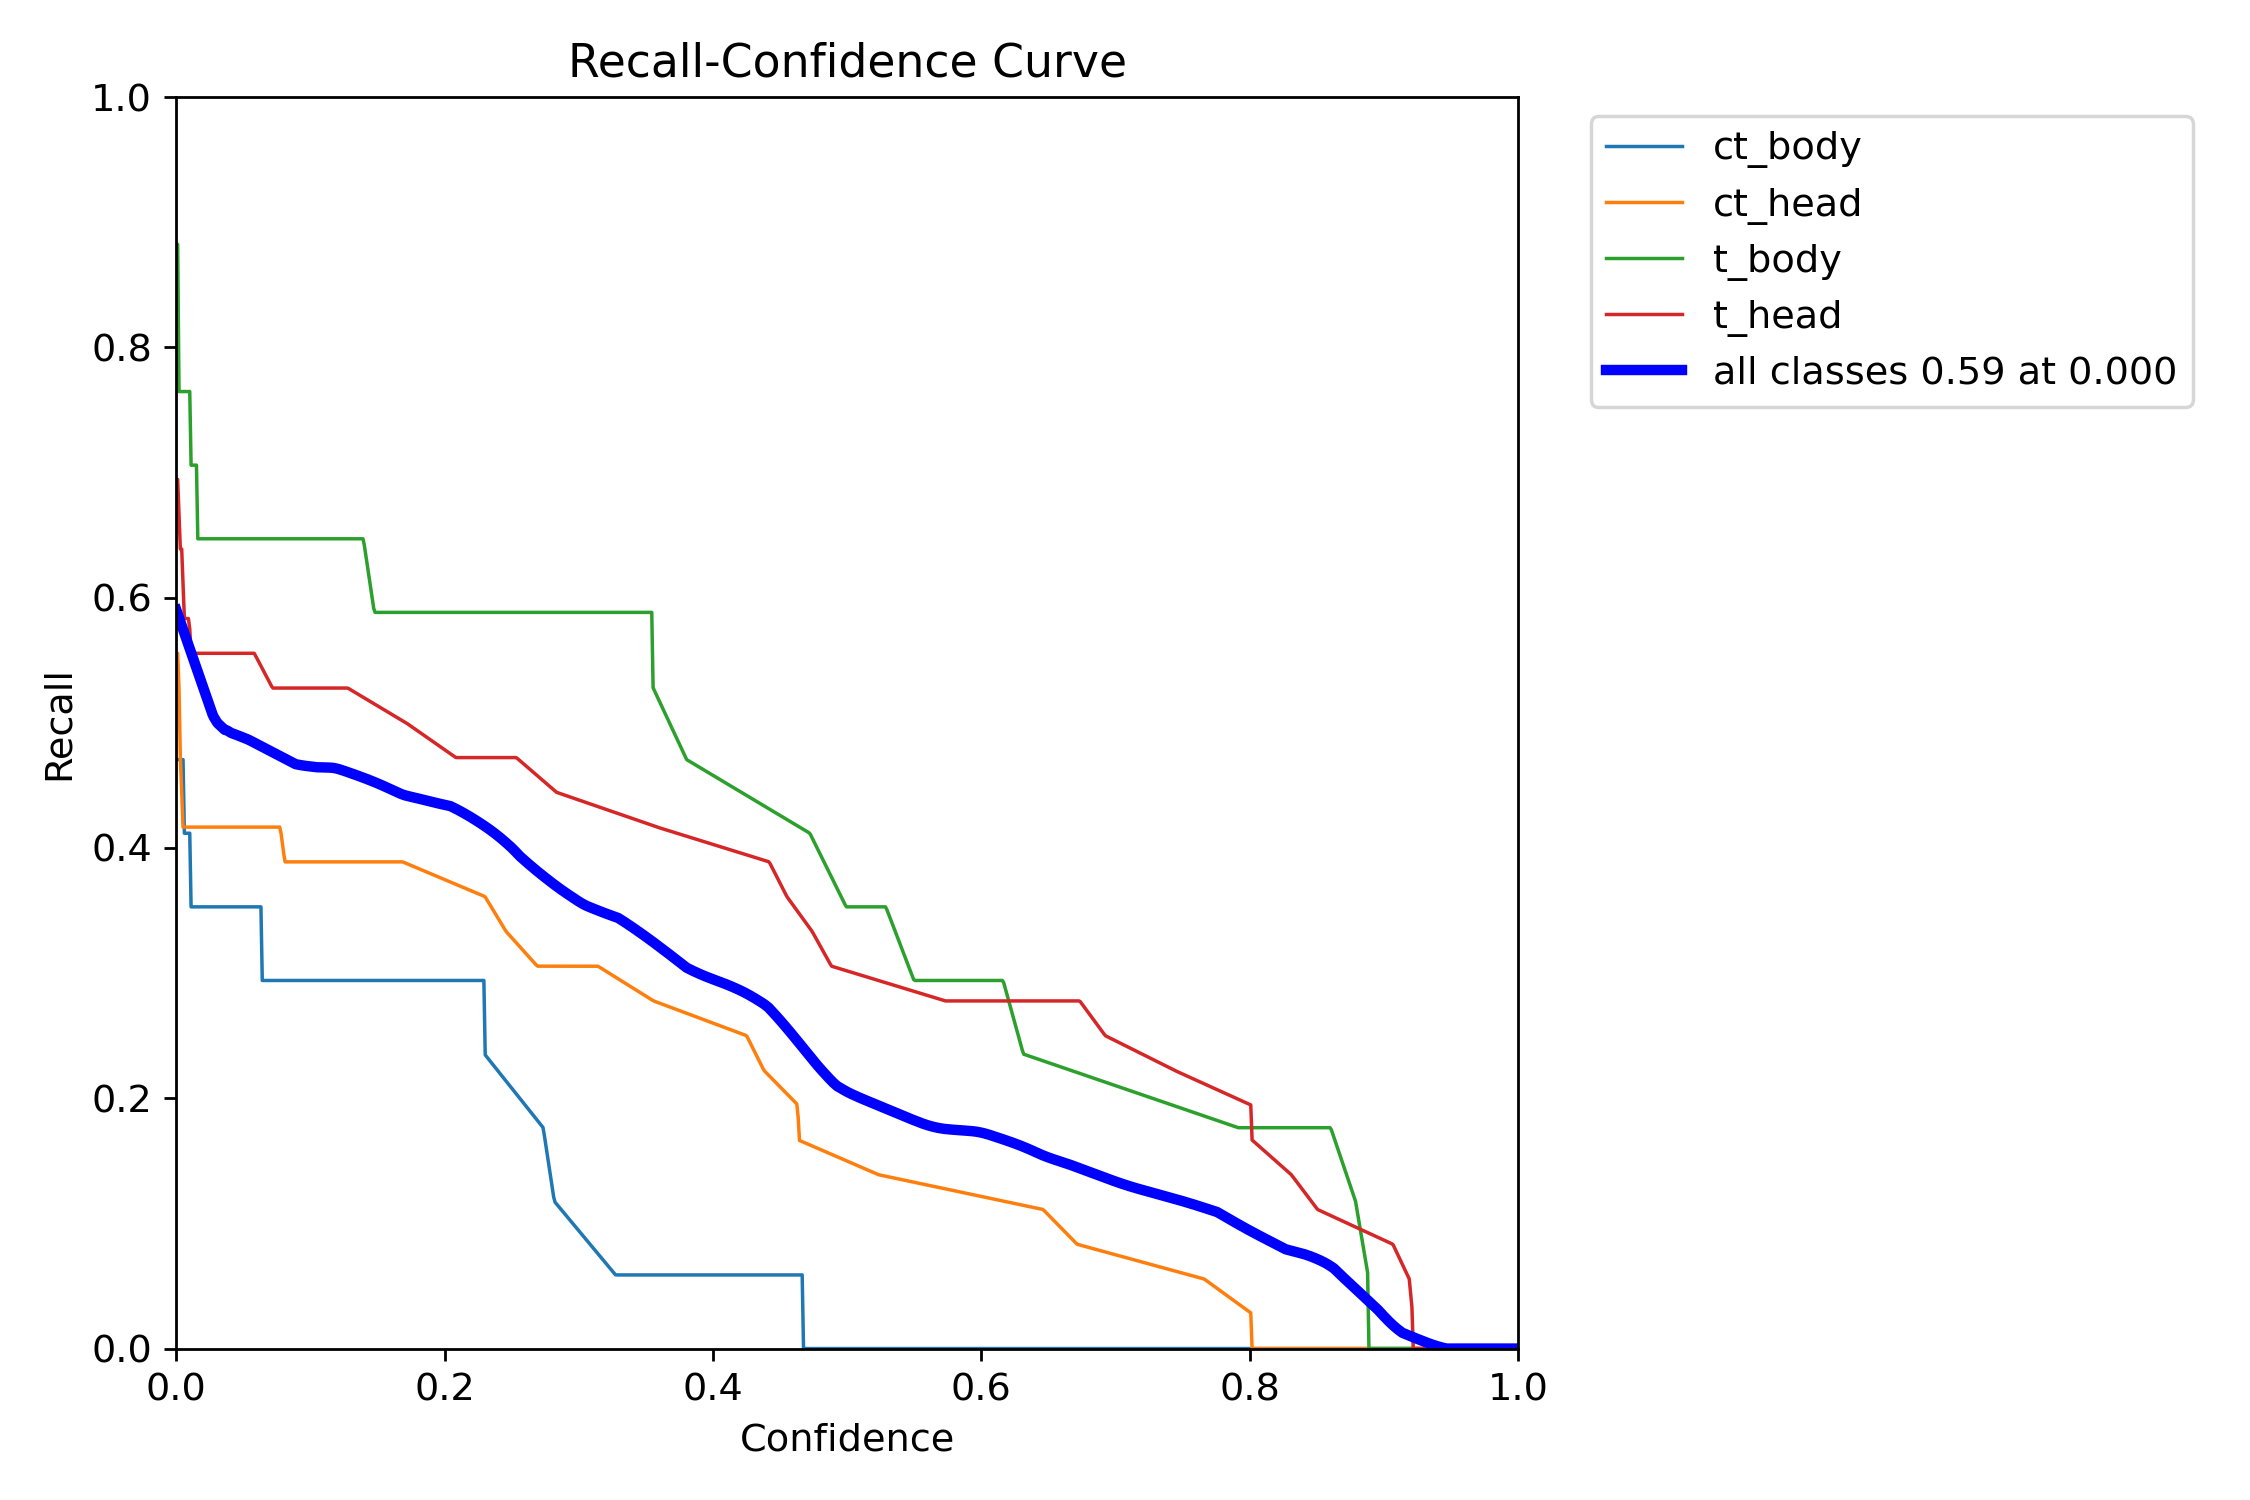 Recall-Confidence Curve
1.0
0.8
0.6
0.4
0.2
0.0
Recall
0.0 0.2 0.4 0.6 0.8 1.0
Confidence
ct_body
ct_head
t_body
t_head
all classes 0.59 at 0.000